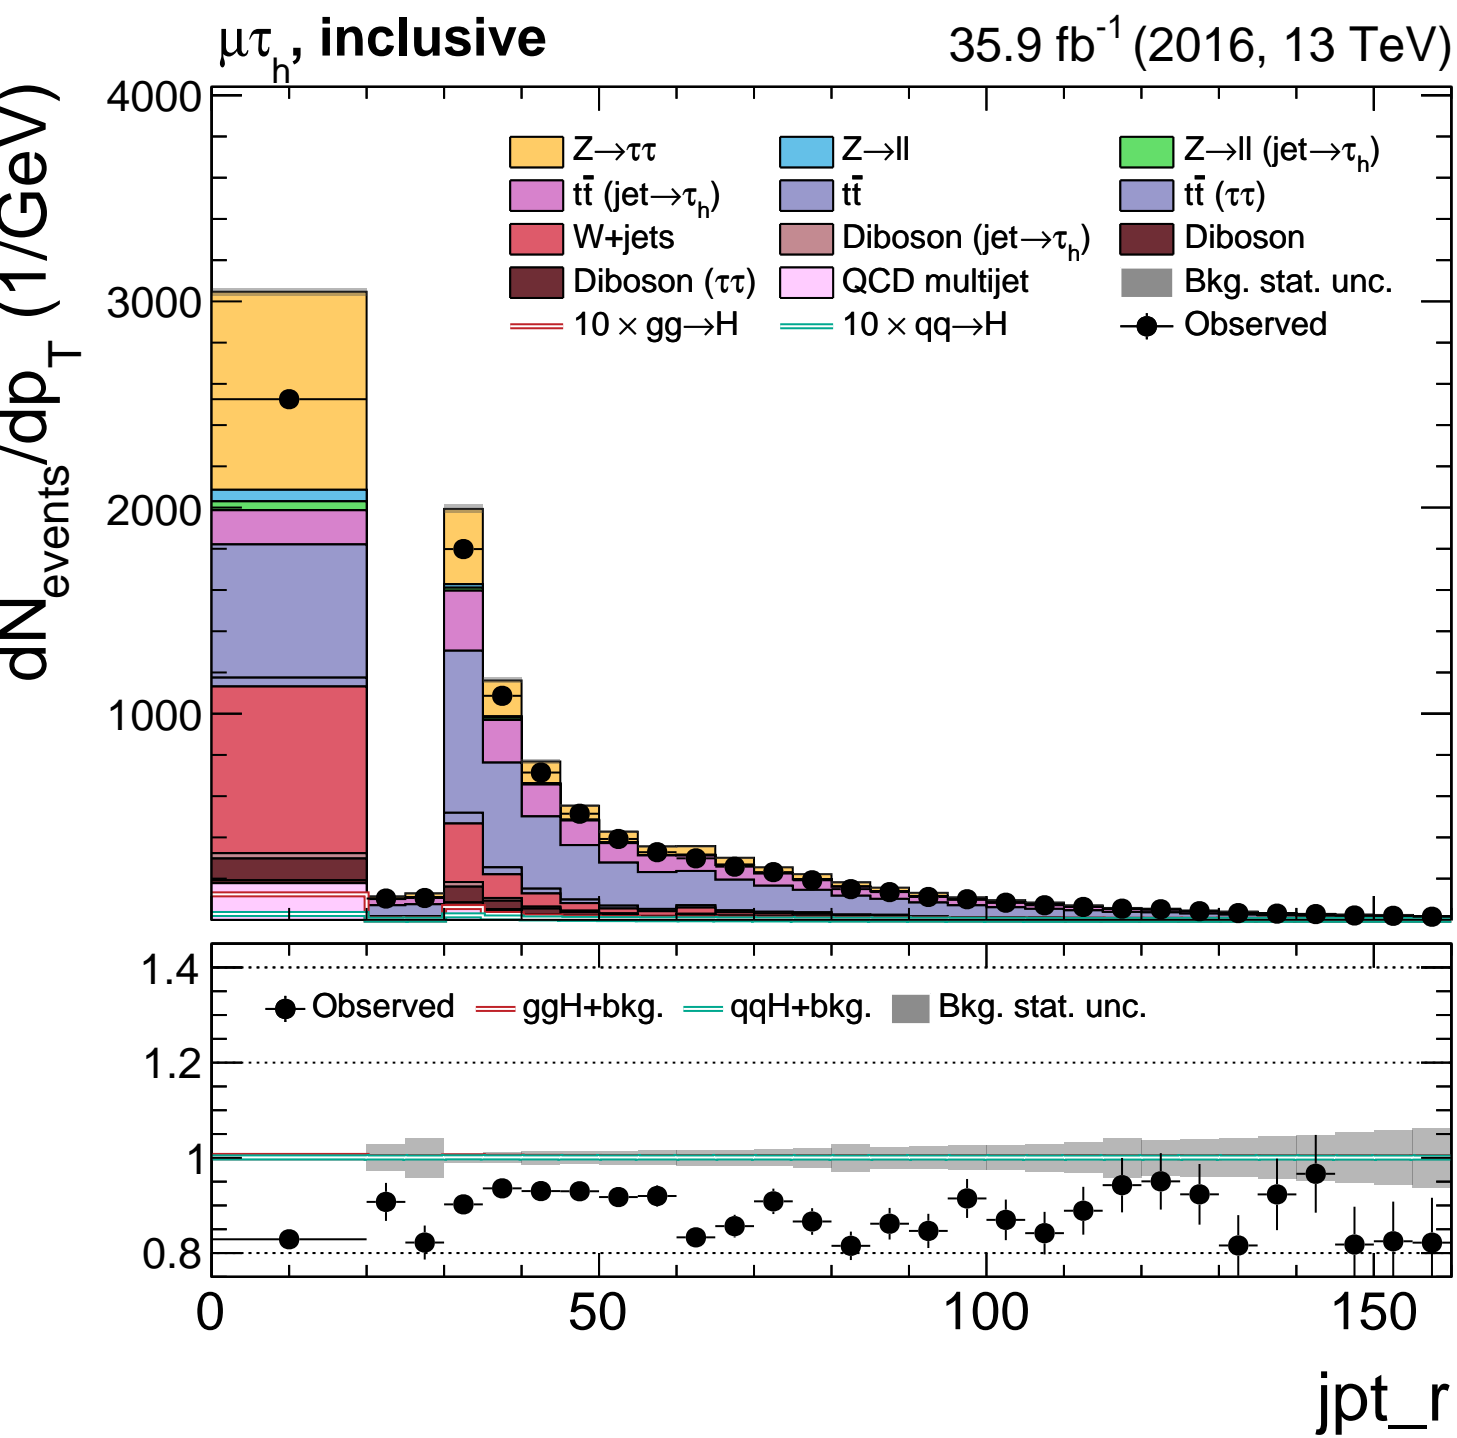 μτh, inclusive
35.9 fb-1 (2016, 13 TeV)
dNevents/dpT (1/GeV)
4000
3000
2000
1000
Z→ττ Z→ll Z→ll (jet→τh)
tt̄ (jet→τh) tt̄ tt̄ (ττ)
W+jets Diboson (jet→τh) Diboson
Diboson (ττ) QCD multijet Bkg. stat. unc.
10 × gg→H 10 × qq→H Observed
1.4
1.2
1
0.8
Observed ggH+bkg. qqH+bkg. Bkg. stat. unc.
0 50 100 150
jpt_r